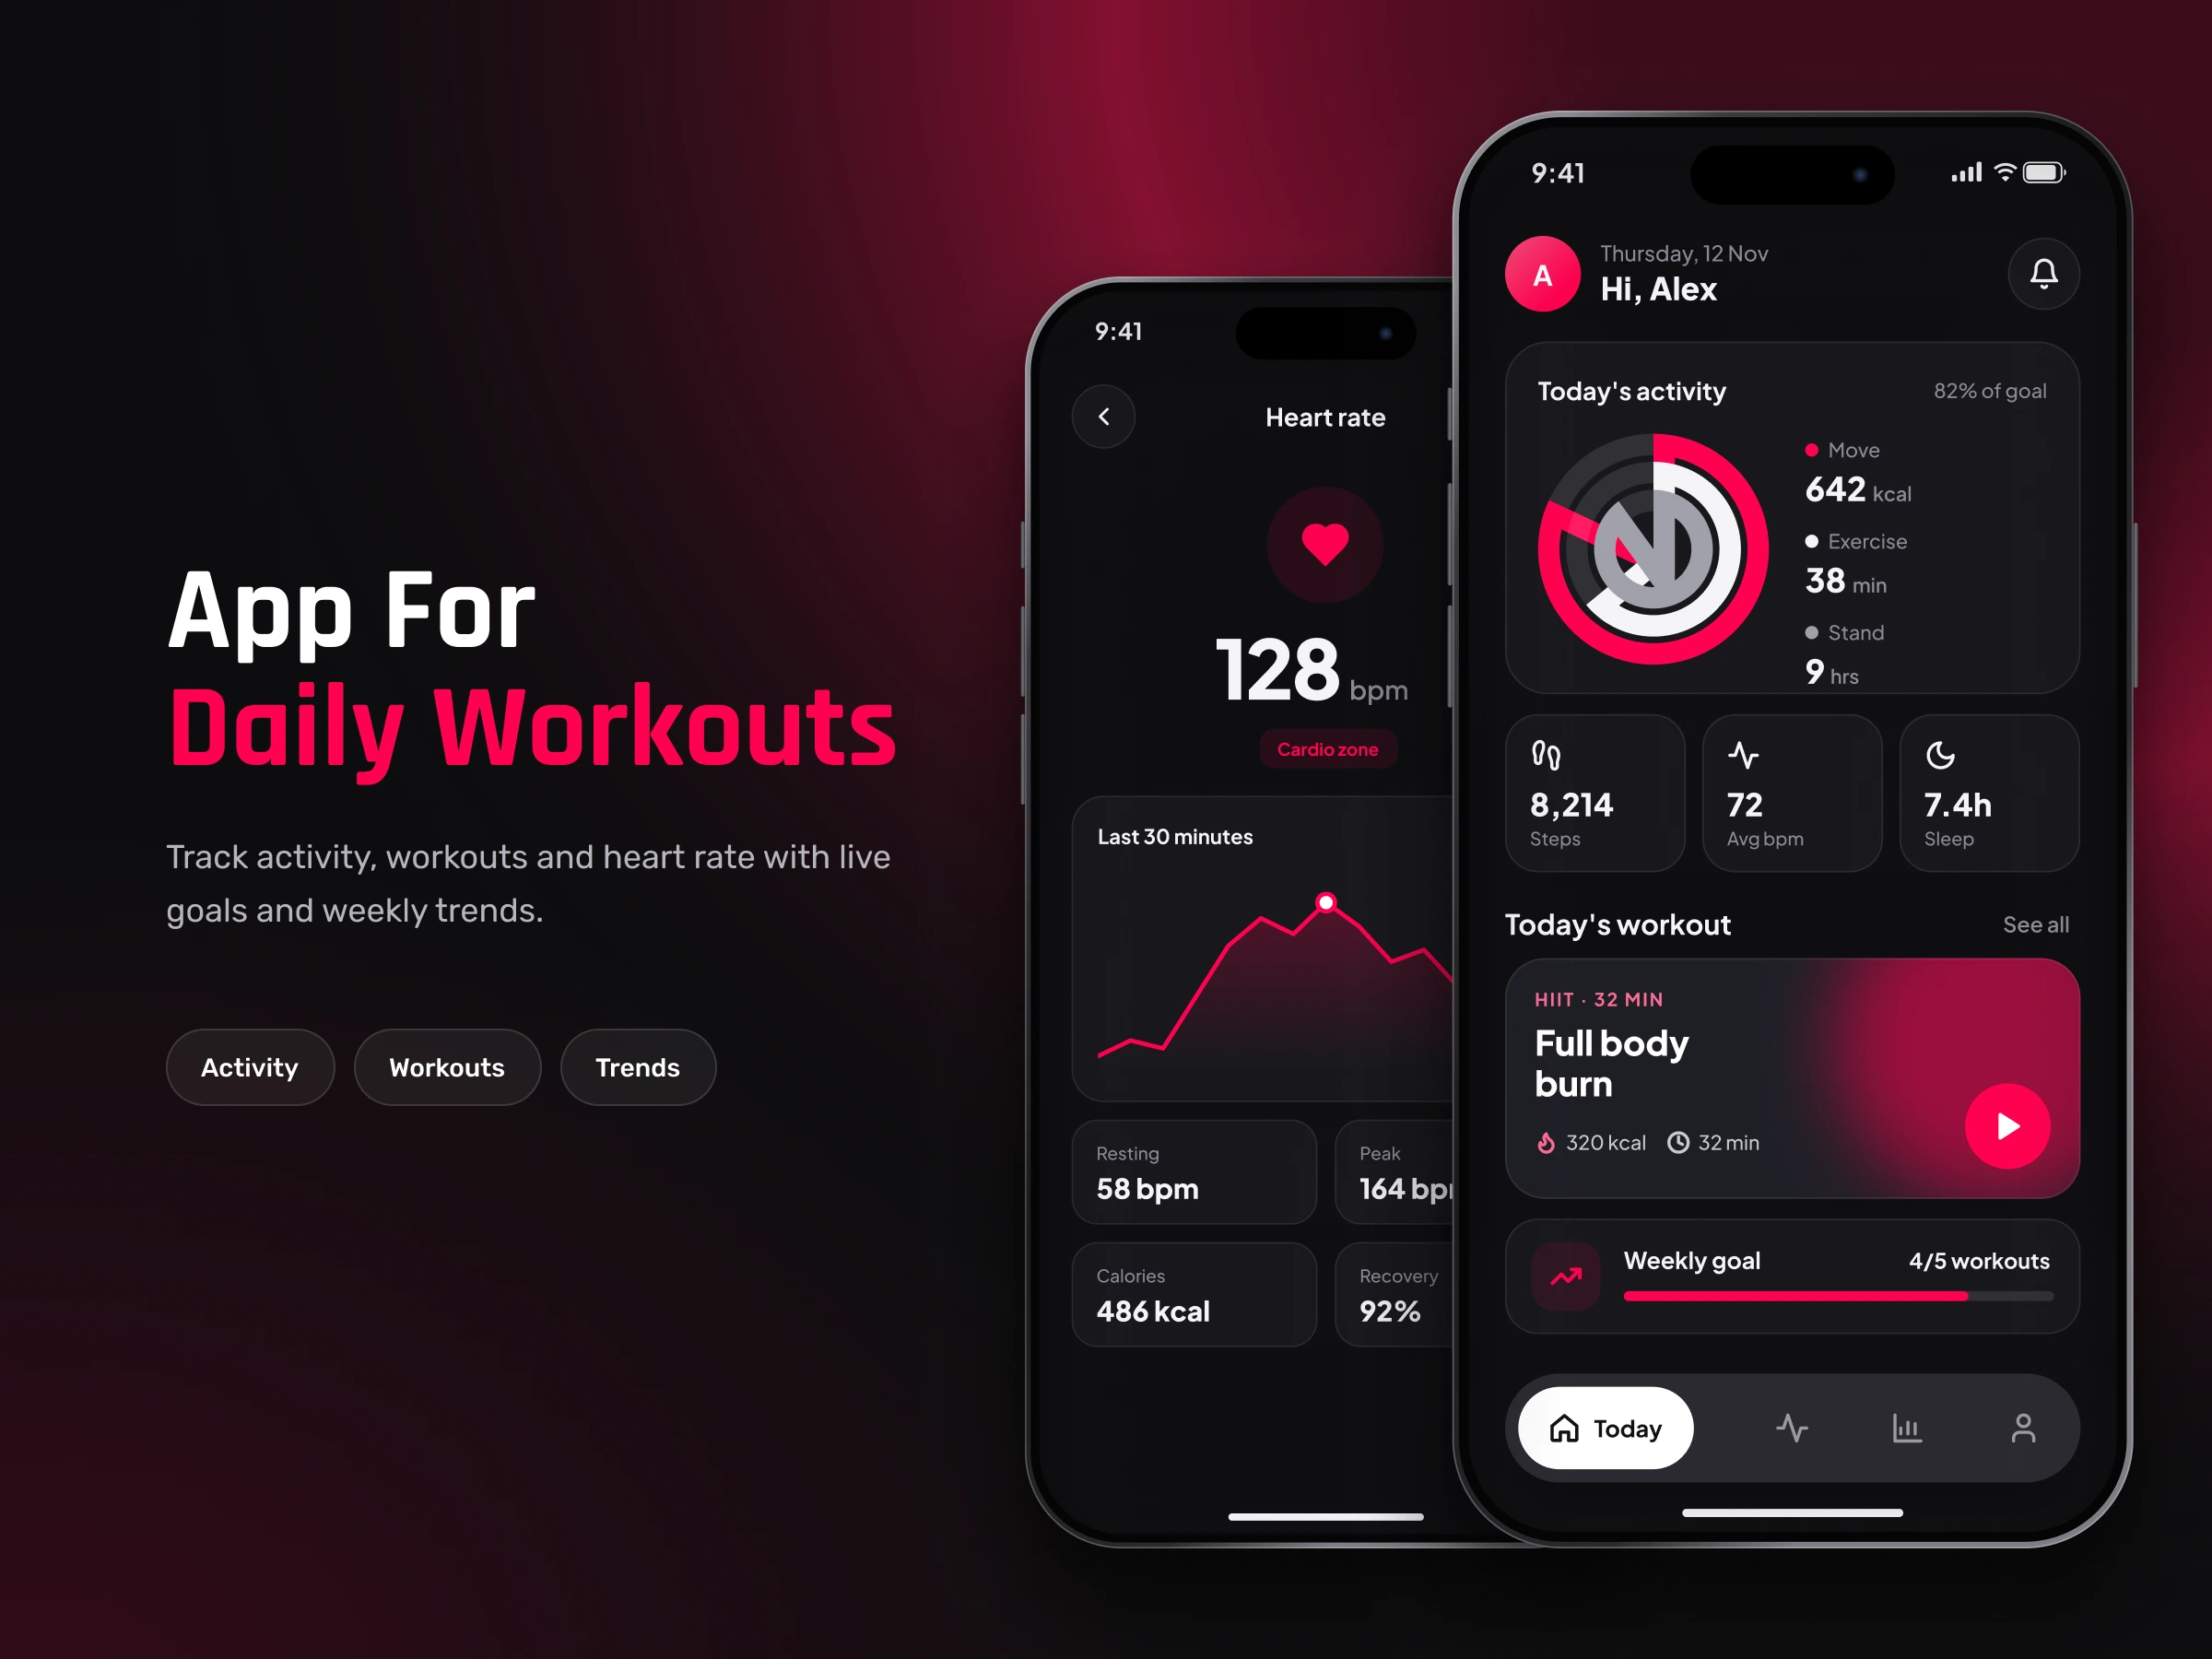 App For
Daily Workouts
Track activity, workouts and heart rate with live
goals and weekly trends.
Activity
Workouts
Trends
9:41
Heart rate
128 bpm
Cardio zone
Last 30 minutes
Resting
58 bpm
Peak
164
Calories
486 kcal
Recovery
92%
9:41
A
Thursday, 12 Nov
Hi, Alex
Today's activity
82% of goal
Move
642 kcal
Exercise
38 min
Stand
9 hrs
8,214
Steps
72
Avg bpm
7.4h
Sleep
Today's workout
See all
HIIT · 32 MIN
Full body
burn
320 kcal
32 min
Weekly goal
4/5 workouts
Today